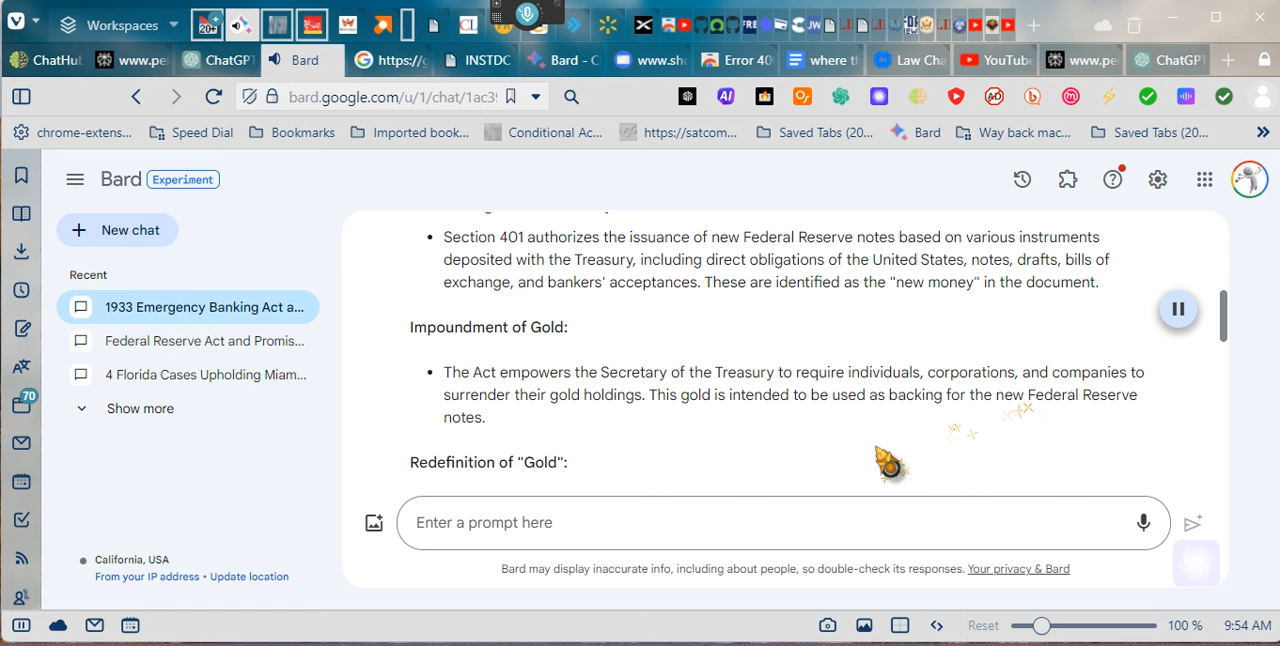 Workspaces
20+
CL
FRE
JW
ChatHu
www.pe
ChatGP
Bard
https://g
INSTDC
Bard - C
www.sh
Error 40
where th
Law Cha
YouTube
www.pe
ChatGP
bard.google.com/u/1/chat/1ac3
chrome-extens...
Speed Dial
Bookmarks
Imported book...
Conditional Ac...
https://satcom...
Saved Tabs (20...
Bard
Way back mac...
Saved Tabs (20...
Bard
Experiment
New chat
Recent
1933 Emergency Banking Act a...
Federal Reserve Act and Promis...
4 Florida Cases Upholding Miam...
Show more
70
California, USA
From your IP address • Update location
• Section 401 authorizes the issuance of new Federal Reserve notes based on various instruments
deposited with the Treasury, including direct obligations of the United States, notes, drafts, bills of
exchange, and bankers' acceptances. These are identified as the "new money" in the document.
Impoundment of Gold:
• The Act empowers the Secretary of the Treasury to require individuals, corporations, and companies to
surrender their gold holdings. This gold is intended to be used as backing for the new Federal Reserve
notes.
Redefinition of "Gold":
Enter a prompt here
Bard may display inaccurate info, including about people, so double-check its responses. Your privacy & Bard
Reset
100 %
9:54 AM